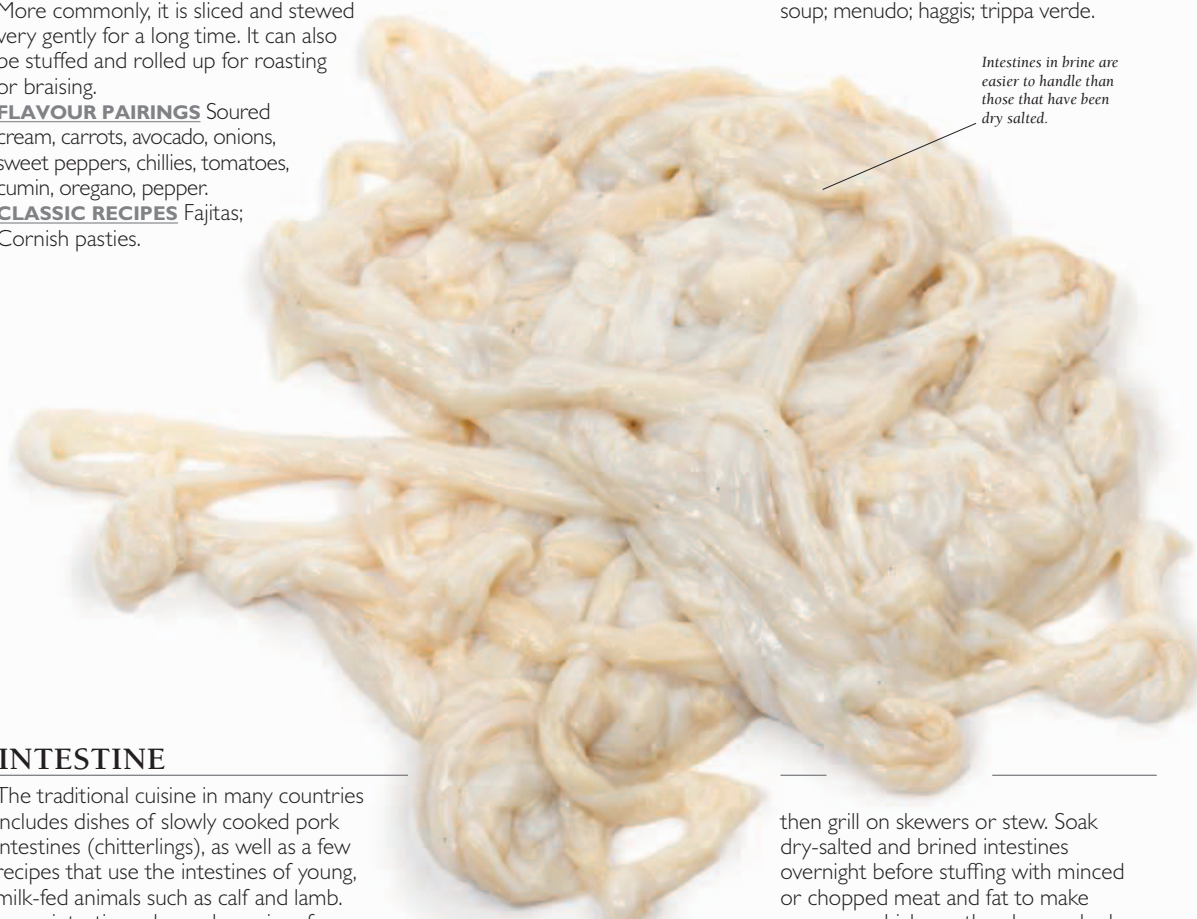 More commonly, it is sliced and stewed
very gently for a long time. It can also
be stuffed and rolled up for roasting
or braising.
FLAVOUR PAIRINGS Soured
cream, carrots, avocado, onions,
sweet peppers, chillies, tomatoes,
cumin, oregano, pepper.
CLASSIC RECIPES Fajitas;
Cornish pasties.
soup; menudo; haggis; trippa verde.
Intestines in brine are
easier to handle than
those that have been
dry salted.
INTESTINE
The traditional cuisine in many countries
includes dishes of slowly cooked pork
intestines (chitterlings), as well as a few
recipes that use the intestines of young,
milk-fed animals such as calf and lamb.
then grill on skewers or stew. Soak
dry-salted and brined intestines
overnight before stuffing with minced
or chopped meat and fat to make